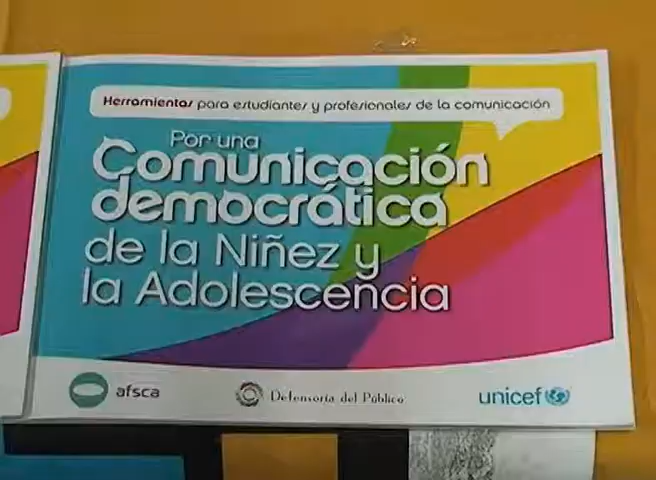 Herramientas para estudiantes y profesionales de la comunicación
Por una
Comunicación
democrática
de la Niñez y
la Adolescencia
afsca
Defensoría del Público
unicef